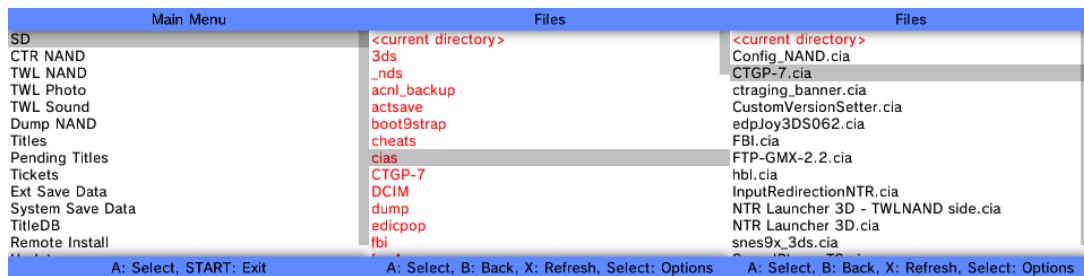 Main Menu
SD
CTR NAND
TWL NAND
TWL Photo
TWL Sound
Dump NAND
Titles
Pending Titles
Tickets
Ext Save Data
System Save Data
TitleDB
Remote Install
A: Select, START: Exit
Files
<current directory>
3ds
_nds
acnl_backup
actsave
boot9strap
cheats
cias
CTGP-7
DCIM
dump
edicpop
fbi
A: Select, B: Back, X: Refresh, Select: Options
Files
<current directory>
Config_NAND.cia
CTGP-7.cia
ctraging_banner.cia
CustomVersionSetter.cia
edpJoy3DS062.cia
FBI.cia
FTP-GMX-2.2.cia
hbl.cia
InputRedirectionNTR.cia
NTR Launcher 3D - TWLNAND side.cia
NTR Launcher 3D.cia
snes9x_3ds.cia
A: Select, B: Back, X: Refresh, Select: Options